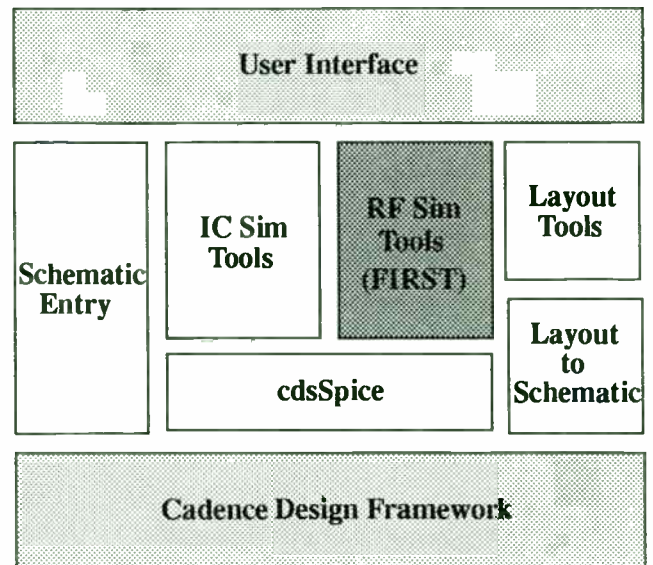 User Interface
Schematic
Entry
IC Sim
Tools
RF Sim
Tools
(FIRST)
Layout
Tools
cdsSpice
Layout
to
Schematic
Cadence Design Framework